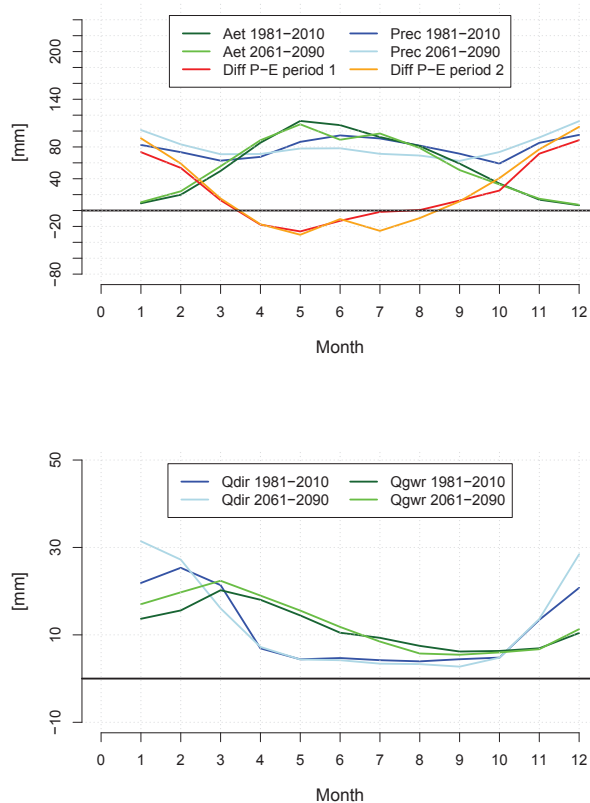 Aet 1981−2010 Prec 1981−2010
Aet 2061−2090 Prec 2061−2090
Diff P−E period 1 Diff P−E period 2
[mm]
240
140
80
40
−20
−80
0 1 2 3 4 5 6 7 8 9 10 11 12
Month
Qdir 1981−2010 Qgwr 1981−2010
Qdir 2061−2090 Qgwr 2061−2090
[mm]
50
30
10
−10
0 1 2 3 4 5 6 7 8 9 10 11 12
Month